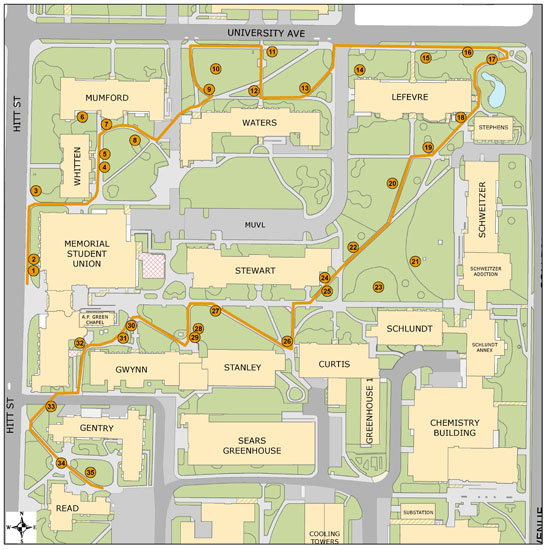 UNIVERSITY AVE
HITT ST
11
15
16
17
10
14
MUMFORD
9
12
13
LEFEVRE
6
7
WATERS
18
STEPHENS
8
5
4
WHITTEN
19
3
20
SCHWEITZER
MUVL
MEMORIAL
STUDENT
UNION
2
1
22
21
STEWART
24
25
23
SCHWEITZER
ADDITION
A.P. GREEN
CHAPEL
30
27
28
29
SCHLUNDT
31
32
26
SCHLUNDT
ANNEX
GWYNN
STANLEY
CURTIS
GREENHOUSE 1
HITT ST
33
GENTRY
SEARS
GREENHOUSE
CHEMISTRY
BUILDING
34
35
READ
SUBSTATION
COOLING
TOWERS
VENUE
N
W
E
S